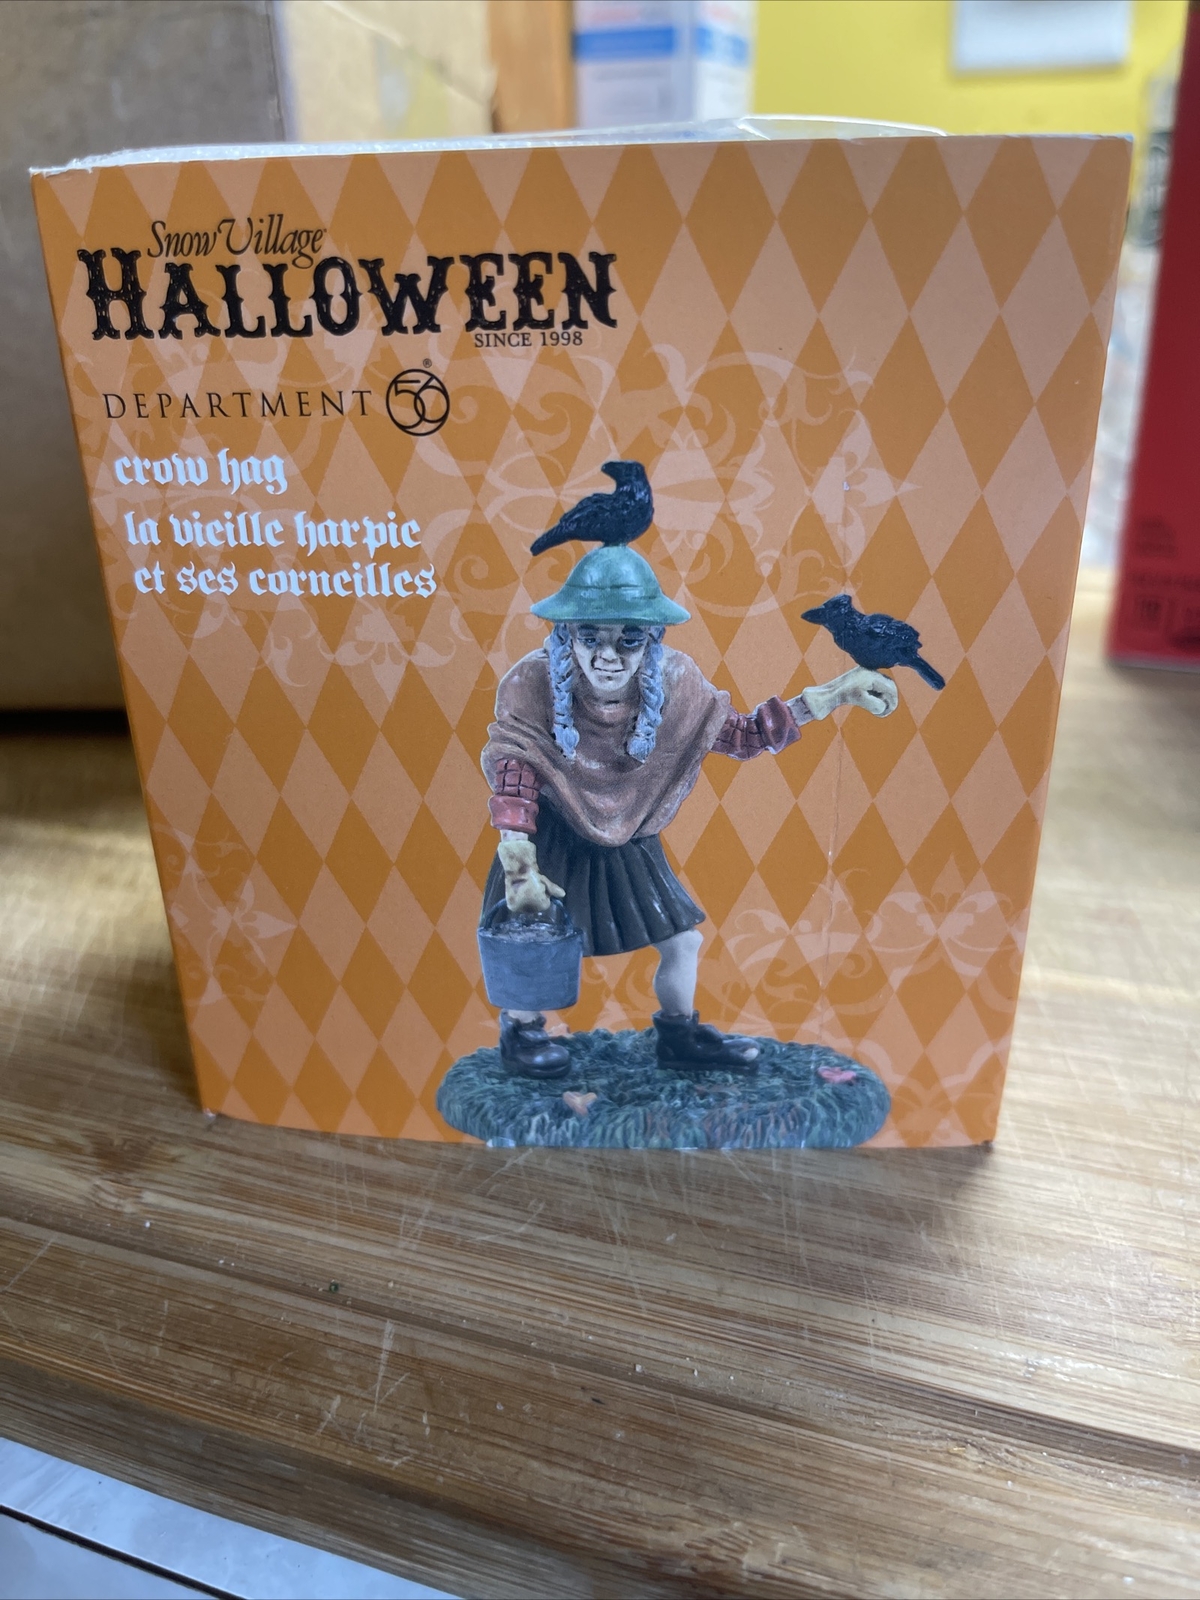 Snow Village
HALLOWEEN
SINCE 1998
DEPARTMENT 56®
crow hag
la vieille harpie
et ses corneilles